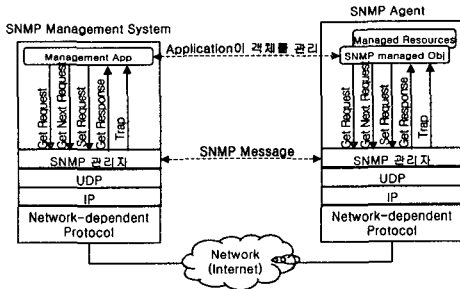 SNMP Management System
Management App
Get Request
Get Next Request
Set Request
Get Response
Trap
SNMP 관리자
UDP
IP
Network-dependent
Protocol
Application이 객체를 관리
SNMP Message
Network
(Internet)
SNMP Agent
Managed Resources
SNMP managed Obj
Get Request
Get Next Request
Set Request
Get Response
Trap
SNMP 관리자
UDP
IP
Network-dependent
Protocol